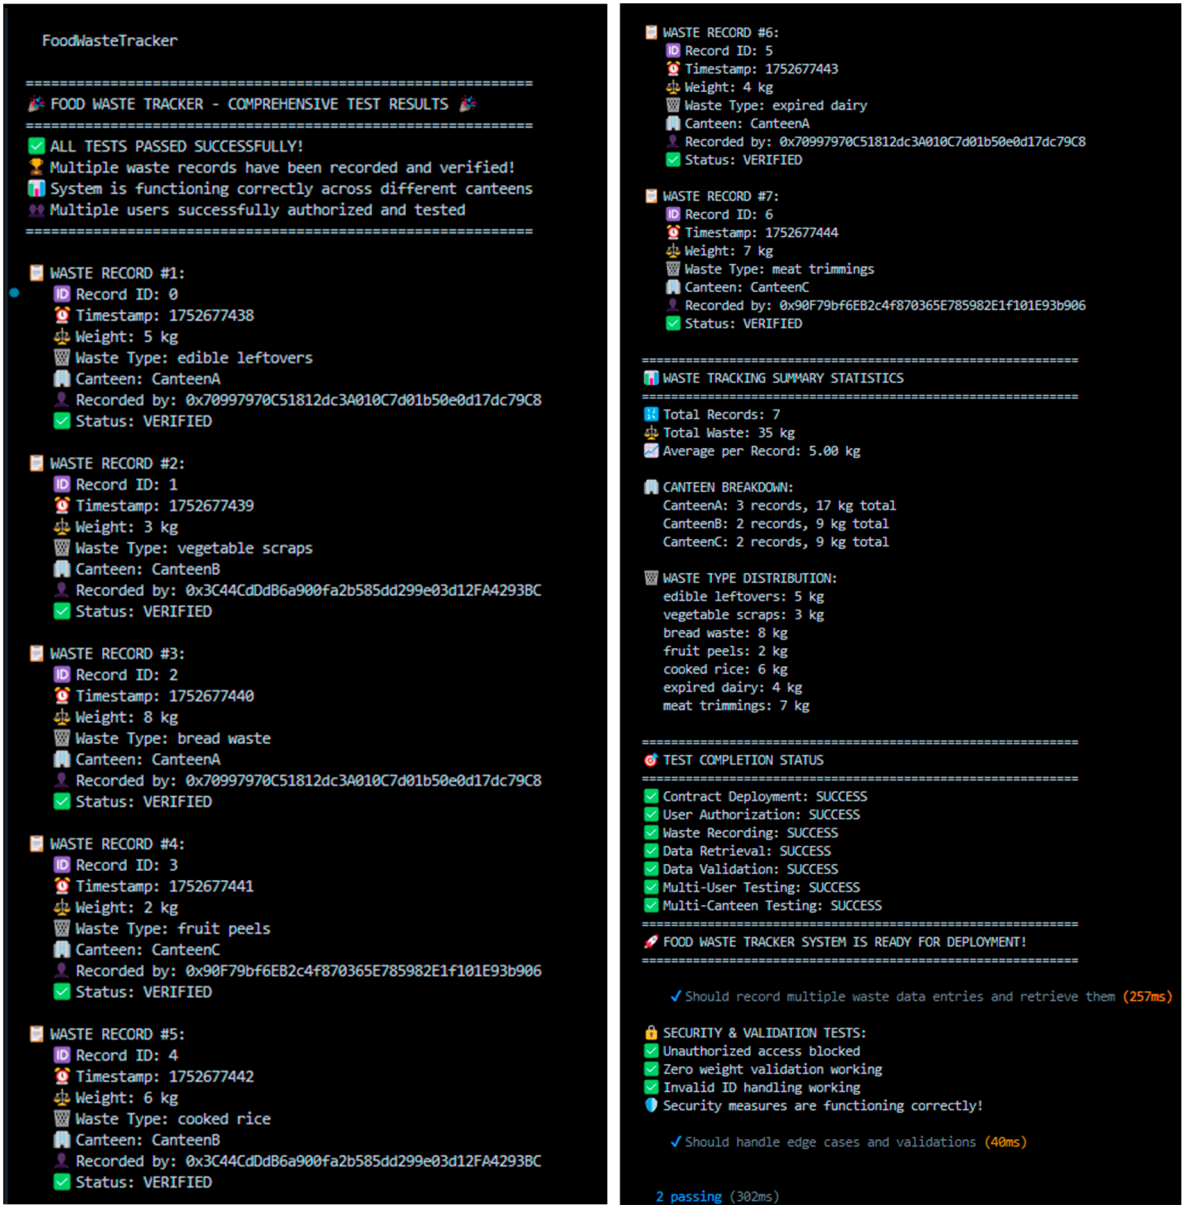 FoodWasteTracker
============================================================
🎉 FOOD WASTE TRACKER - COMPREHENSIVE TEST RESULTS 🎉
============================================================
✅ ALL TESTS PASSED SUCCESSFULLY!
🏆 Multiple waste records have been recorded and verified!
📊 System is functioning correctly across different canteens
👥 Multiple users successfully authorized and tested
============================================================
📋 WASTE RECORD #1:
🆔 Record ID: 0
⏰ Timestamp: 1752677438
⚖️ Weight: 5 kg
🗑️ Waste Type: edible leftovers
🏢 Canteen: CanteenA
👤 Recorded by: 0x70997970C51812dc3A010C7d01b50e0d17dc79C8
✅ Status: VERIFIED
📋 WASTE RECORD #2:
🆔 Record ID: 1
⏰ Timestamp: 1752677439
⚖️ Weight: 3 kg
🗑️ Waste Type: vegetable scraps
🏢 Canteen: CanteenB
👤 Recorded by: 0x3C44CdDdB6a900fa2b585dd299e03d12FA4293BC
✅ Status: VERIFIED
📋 WASTE RECORD #3:
🆔 Record ID: 2
⏰ Timestamp: 1752677440
⚖️ Weight: 8 kg
🗑️ Waste Type: bread waste
🏢 Canteen: CanteenA
👤 Recorded by: 0x70997970C51812dc3A010C7d01b50e0d17dc79C8
✅ Status: VERIFIED
📋 WASTE RECORD #4:
🆔 Record ID: 3
⏰ Timestamp: 1752677441
⚖️ Weight: 2 kg
🗑️ Waste Type: fruit peels
🏢 Canteen: CanteenC
👤 Recorded by: 0x90F79bf6EB2c4f870365E785982E1f101E93b906
✅ Status: VERIFIED
📋 WASTE RECORD #5:
🆔 Record ID: 4
⏰ Timestamp: 1752677442
⚖️ Weight: 6 kg
🗑️ Waste Type: cooked rice
🏢 Canteen: CanteenB
👤 Recorded by: 0x3C44CdDdB6a900fa2b585dd299e03d12FA4293BC
✅ Status: VERIFIED
📋 WASTE RECORD #6:
🆔 Record ID: 5
⏰ Timestamp: 1752677443
⚖️ Weight: 4 kg
🗑️ Waste Type: expired dairy
🏢 Canteen: CanteenA
👤 Recorded by: 0x70997970C51812dc3A010C7d01b50e0d17dc79C8
✅ Status: VERIFIED
📋 WASTE RECORD #7:
🆔 Record ID: 6
⏰ Timestamp: 1752677444
⚖️ Weight: 7 kg
🗑️ Waste Type: meat trimmings
🏢 Canteen: CanteenC
👤 Recorded by: 0x90F79bf6EB2c4f870365E785982E1f101E93b906
✅ Status: VERIFIED
============================================================
📊 WASTE TRACKING SUMMARY STATISTICS
============================================================
🔢 Total Records: 7
⚖️ Total Waste: 35 kg
📈 Average per Record: 5.00 kg
🏢 CANTEEN BREAKDOWN:
CanteenA: 3 records, 17 kg total
CanteenB: 2 records, 9 kg total
CanteenC: 2 records, 9 kg total
🗑️ WASTE TYPE DISTRIBUTION:
edible leftovers: 5 kg
vegetable scraps: 3 kg
bread waste: 8 kg
fruit peels: 2 kg
cooked rice: 6 kg
expired dairy: 4 kg
meat trimmings: 7 kg
============================================================
🎯 TEST COMPLETION STATUS
============================================================
✅ Contract Deployment: SUCCESS
✅ User Authorization: SUCCESS
✅ Waste Recording: SUCCESS
✅ Data Retrieval: SUCCESS
✅ Data Validation: SUCCESS
✅ Multi-User Testing: SUCCESS
✅ Multi-Canteen Testing: SUCCESS
============================================================
🚀 FOOD WASTE TRACKER SYSTEM IS READY FOR DEPLOYMENT!
============================================================
✓ Should record multiple waste data entries and retrieve them (257ms)
🔒 SECURITY & VALIDATION TESTS:
✅ Unauthorized access blocked
✅ Zero weight validation working
✅ Invalid ID handling working
🛡️ Security measures are functioning correctly!
✓ Should handle edge cases and validations (40ms)
2 passing (302ms)